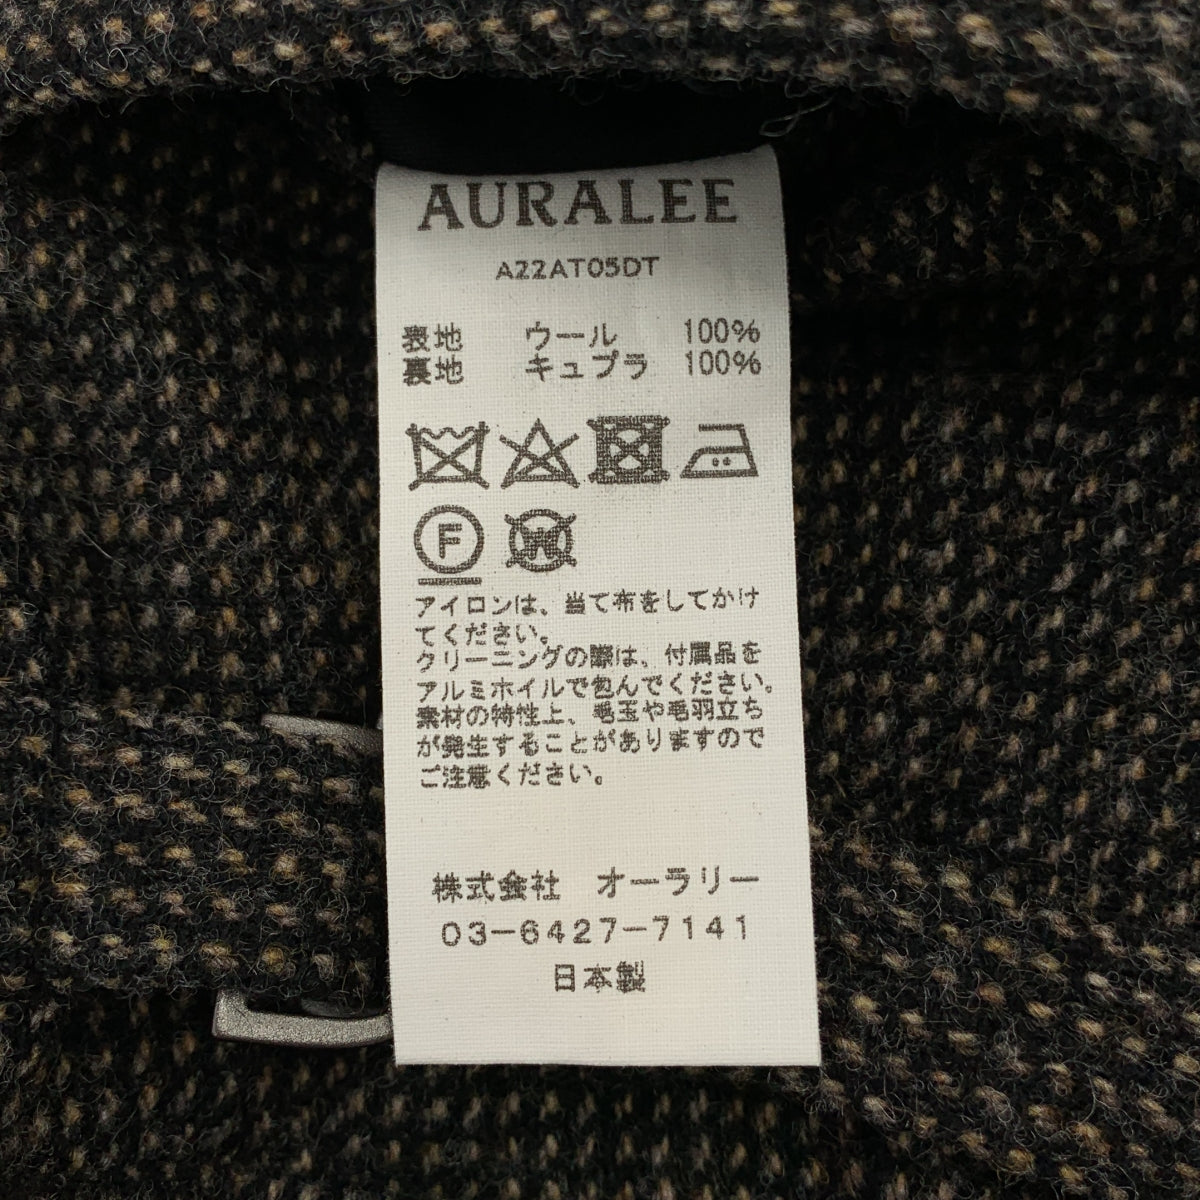 AURALEE
A22AT05DT
表地 ウール 100%
裏地 キュプラ 100%
F
W
アイロンは、当て布をしてかけ
てください。
クリーニングの際は、付属品を
アルミホイルで包んでください。
素材の特性上、毛玉や毛羽立ち
が発生することがありますので
ご注意ください。
株式会社 オーラリー
03-6427-7141
日本製